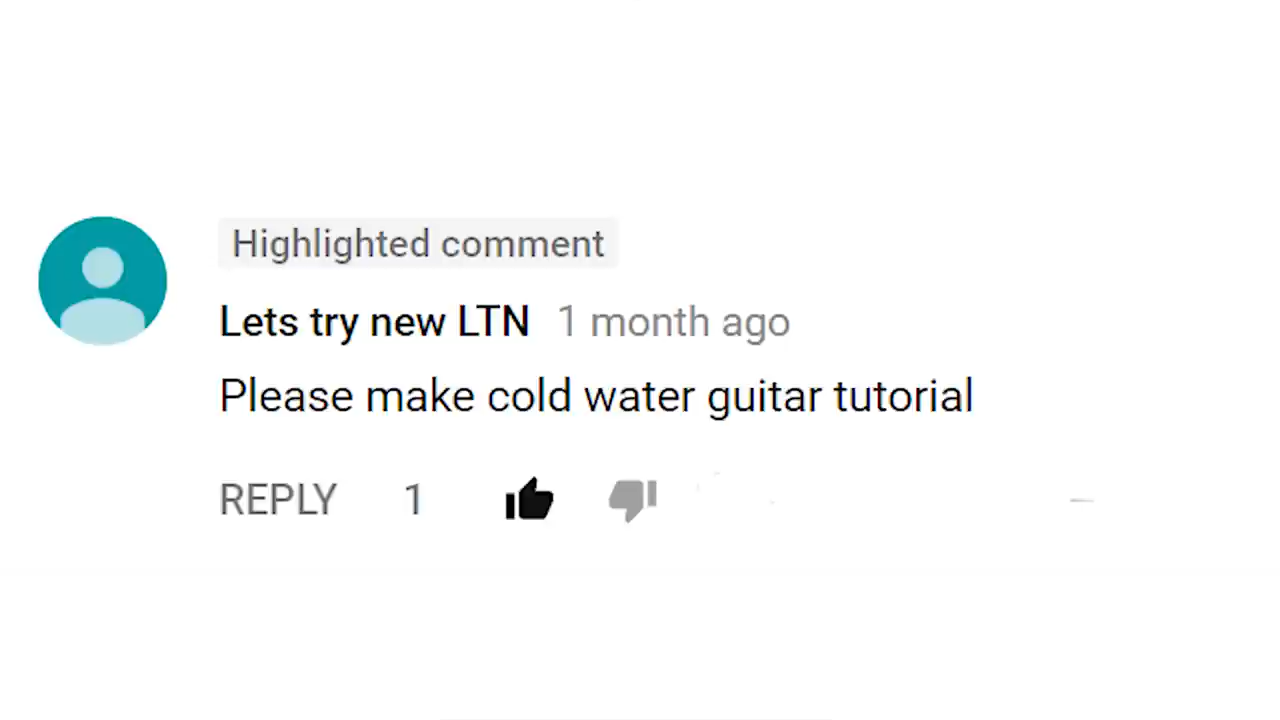 Highlighted comment
Lets try new LTN 1 month ago
Please make cold water guitar tutorial
REPLY 1